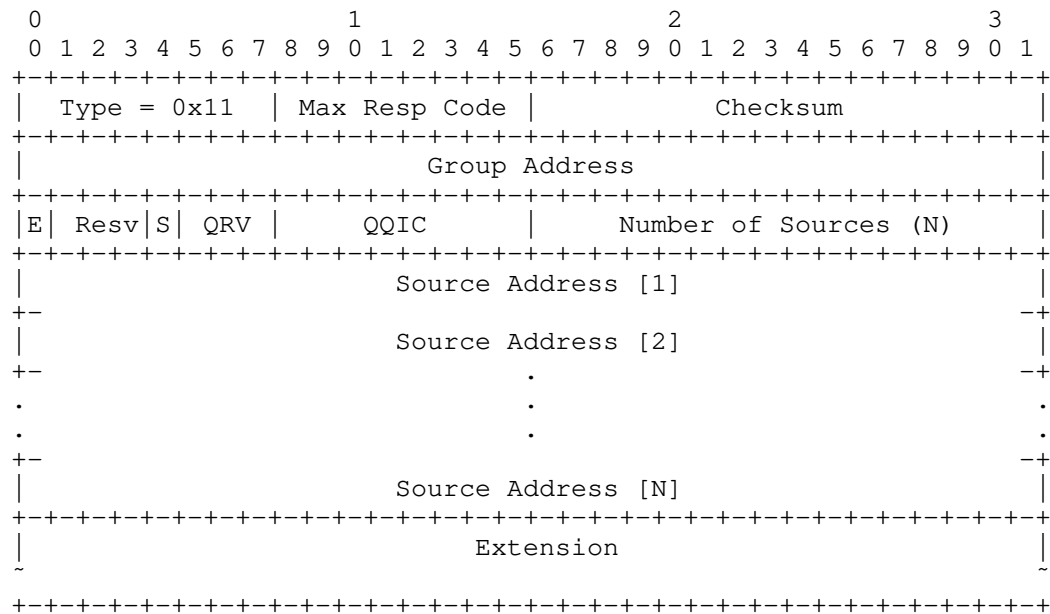 0                   1                   2                   3
 0 1 2 3 4 5 6 7 8 9 0 1 2 3 4 5 6 7 8 9 0 1 2 3 4 5 6 7 8 9 0 1
+-+-+-+-+-+-+-+-+-+-+-+-+-+-+-+-+-+-+-+-+-+-+-+-+-+-+-+-+-+-+-+-+
|  Type = 0x11  | Max Resp Code |           Checksum            |
+-+-+-+-+-+-+-+-+-+-+-+-+-+-+-+-+-+-+-+-+-+-+-+-+-+-+-+-+-+-+-+-+
|                         Group Address                         |
+-+-+-+-+-+-+-+-+-+-+-+-+-+-+-+-+-+-+-+-+-+-+-+-+-+-+-+-+-+-+-+-+
|E| Resv|S| QRV |     QQIC      |     Number of Sources (N)     |
+-+-+-+-+-+-+-+-+-+-+-+-+-+-+-+-+-+-+-+-+-+-+-+-+-+-+-+-+-+-+-+-+
|                       Source Address [1]                      |
+-                                                             -+
|                       Source Address [2]                      |
+-                              .                              -+
.                               .                               .
.                               .                               .
+-                                                             -+
|                       Source Address [N]                      |
+-+-+-+-+-+-+-+-+-+-+-+-+-+-+-+-+-+-+-+-+-+-+-+-+-+-+-+-+-+-+-+-+
|                            Extension                          |
~                                                               ~
+-+-+-+-+-+-+-+-+-+-+-+-+-+-+-+-+-+-+-+-+-+-+-+-+-+-+-+-+-+-+-+-+